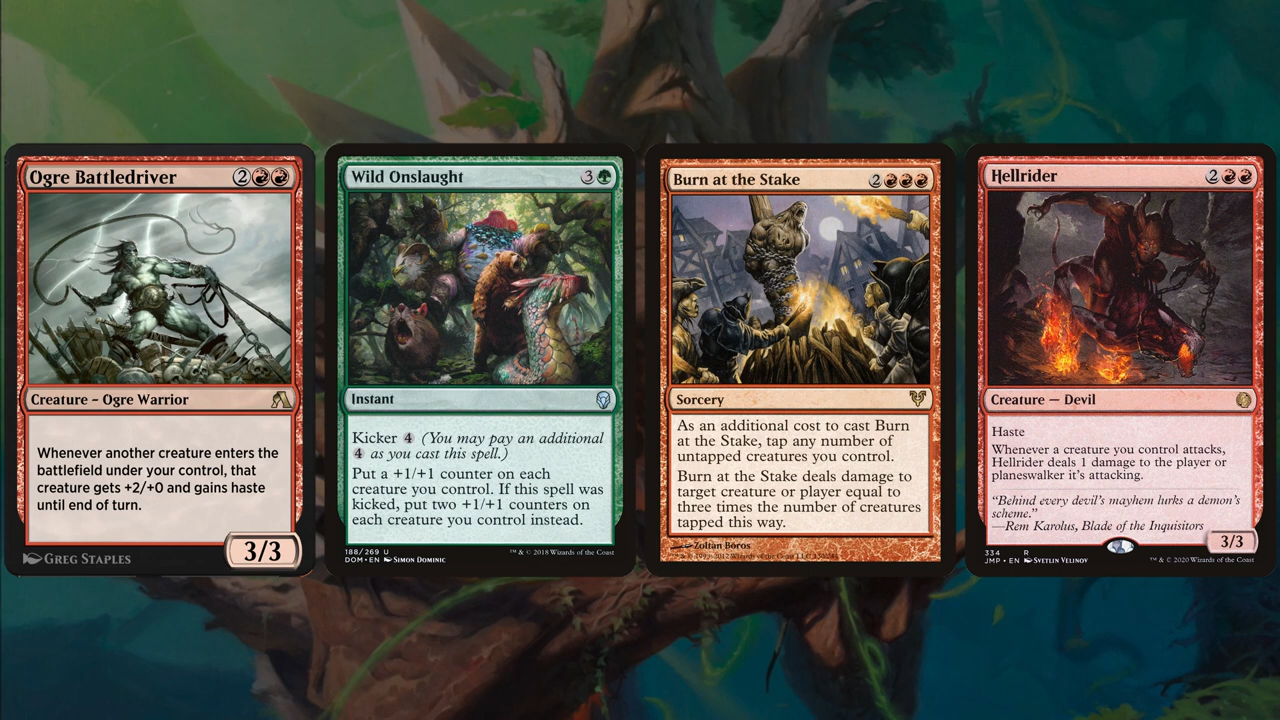 Ogre Battledriver 2
Creature – Ogre Warrior
Whenever another creature enters the
battlefield under your control, that
creature gets +2/+0 and gains haste
until end of turn.
GREG STAPLES
3/3
Wild Onslaught 3
Instant
Kicker 4 (You may pay an additional
4 as you cast this spell.)
Put a +1/+1 counter on each
creature you control. If this spell was
kicked, put two +1/+1 counters on
each creature you control instead.
188/269 U
DOM • EN SIMON DOMINIC
™ & © 2018 Wizards of the Coast
Burn at the Stake 2
Sorcery
As an additional cost to cast Burn
at the Stake, tap any number of
untapped creatures you control.
Burn at the Stake deals damage to
target creature or player equal to
three times the number of creatures
tapped this way.
Zoltan Boros
Hellrider 2
Creature — Devil
Haste
Whenever a creature you control attacks,
Hellrider deals 1 damage to the player or
planeswalker it's attacking.
"Behind every devil's mayhem lurks a demon's
scheme."
—Rem Karolus, Blade of the Inquisitors
3/3
334 R
JMP • EN SVETLIN VELINOV
™ & © 2020 Wizards of the Coast